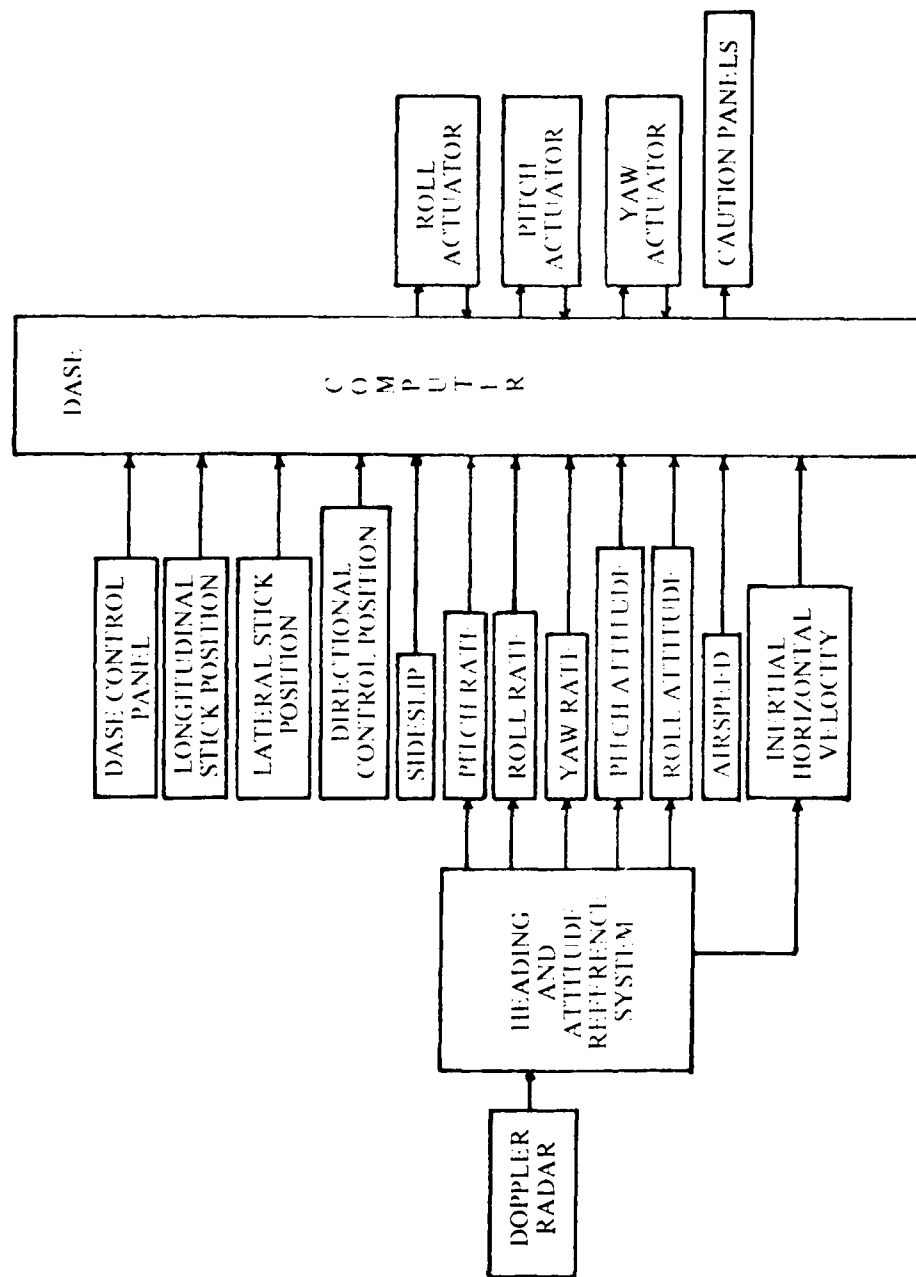 DASE CONTROL
PANEL
LONGITUDINAL
STICK POSITION
LATERAL STICK
POSITION
DIRECTIONAL
CONTROL POSITION
SIDESLIP
PITCH RATE
ROLL RATE
YAW RATE
PITCH ATTITUDE
ROLL ATTITUDE
AIRSPEED
INERTIAL
HORIZONTAL
VELOCITY
DOPPLER
RADAR
HEADING
AND
ATTITUDE
REFERENCE
SYSTEM
DASE
C
O
M
P
U
T
E
R
ROLL
ACTUATOR
PITCH
ACTUATOR
YAW
ACTUATOR
CAUTION PANELS